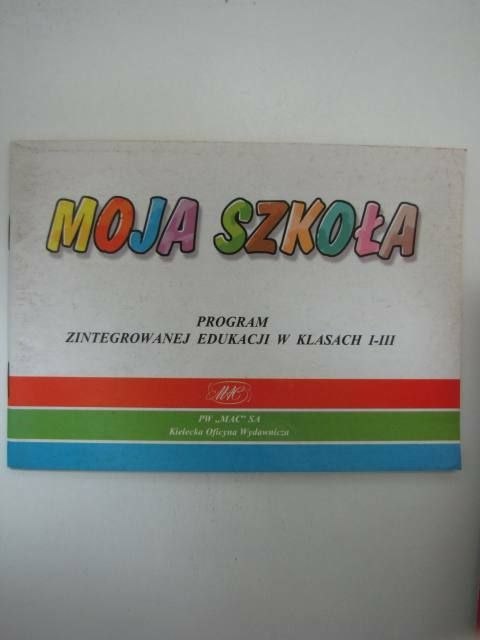 MOJA SZKOŁA
PROGRAM
ZINTEGROWANEJ EDUKACJI W KLASACH I-III
MAC
PW „MAC" SA
Kielecka Oficyna Wydawnicza